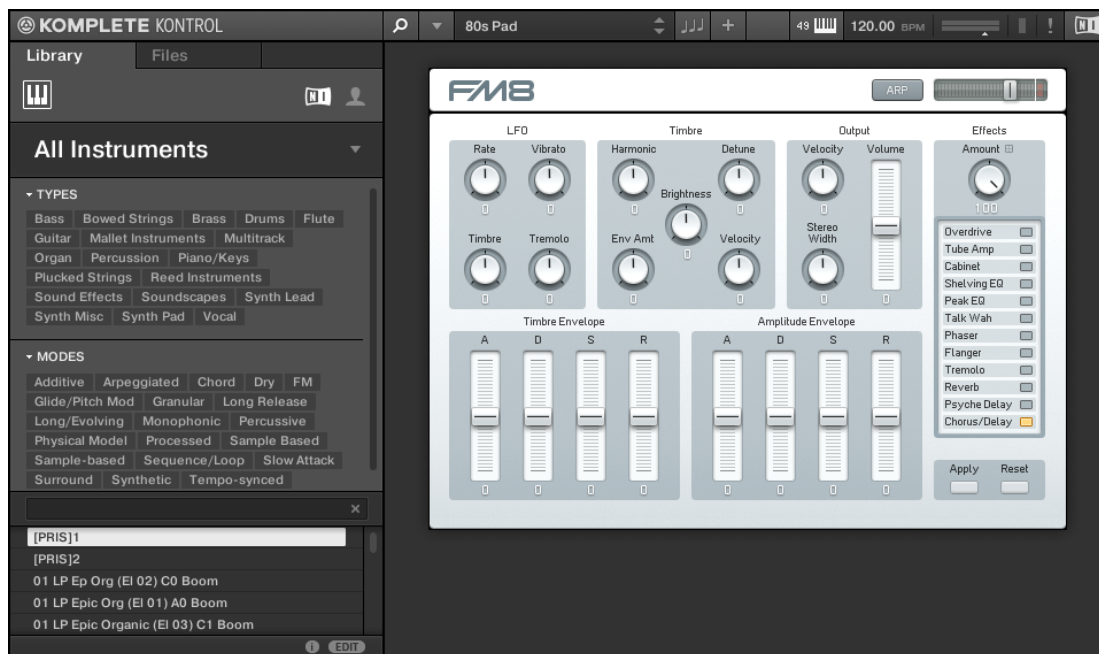 KOMPLETE KONTROL
80s Pad
49
120.00 BPM
NI
Library
Files
NI
All Instruments
TYPES
Bass Bowed Strings Brass Drums Flute
Guitar Mallet Instruments Multitrack
Organ Percussion Piano/Keys
Plucked Strings Reed Instruments
Sound Effects Soundscapes Synth Lead
Synth Misc Synth Pad Vocal
MODES
Additive Arpeggiated Chord Dry FM
Glide/Pitch Mod Granular Long Release
Long/Evolving Monophonic Percussive
Physical Model Processed Sample Based
Sample-based Sequence/Loop Slow Attack
Surround Synthetic Tempo-synced
[PRIS]1
[PRIS]2
01 LP Ep Org (El 02) C0 Boom
01 LP Epic Org (El 01) A0 Boom
01 LP Epic Organic (El 03) C1 Boom
EDIT
FM8
ARP
LFO
Rate Vibrato
0 0
Timbre Tremolo
0 0
Timbre
Harmonic Detune
0 0
Brightness
0
Env Amt Velocity
0 0
Output
Velocity Volume
0
Stereo Width
0 0
Effects
Amount
100
Overdrive
Tube Amp
Cabinet
Shelving EQ
Peak EQ
Talk Wah
Phaser
Flanger
Tremolo
Reverb
Psyche Delay
Chorus/Delay
Apply Reset
Timbre Envelope
A D S R
0 0 0 0
Amplitude Envelope
A D S R
0 0 0 0